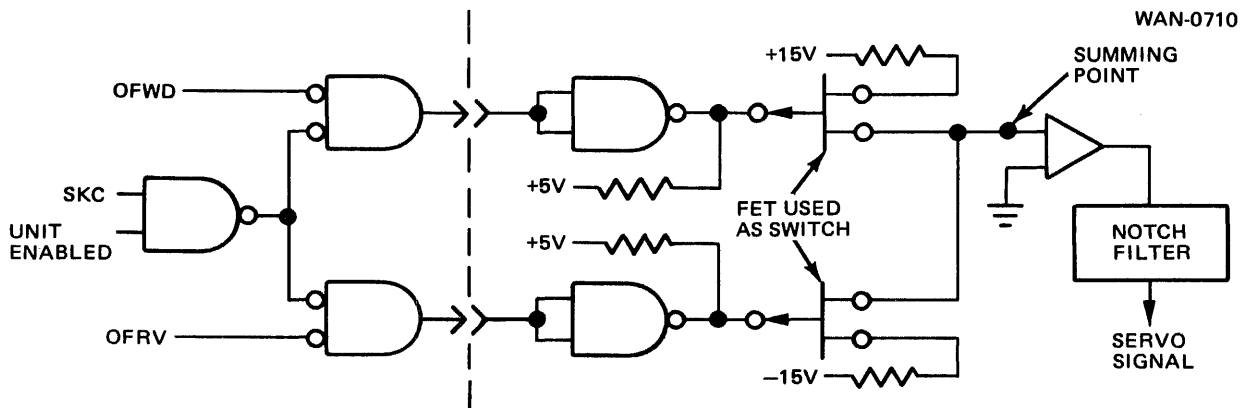 WAN-0710
+15V
SUMMING
POINT
OFWD
+5V
SKC
UNIT
ENABLED
FET USED
AS SWITCH
+5V
NOTCH
FILTER
OFRV
−15V
SERVO
SIGNAL